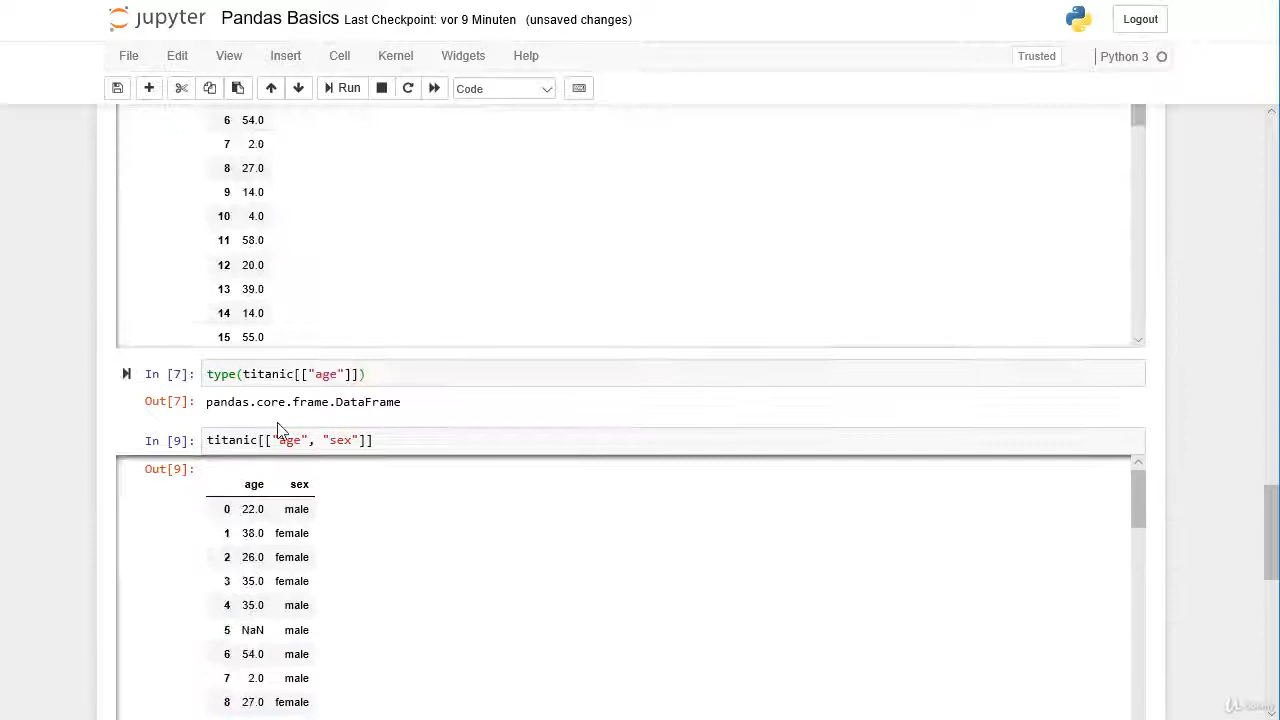 jupyter Pandas Basics Last Checkpoint: vor 9 Minuten (unsaved changes) Logout
File Edit View Insert Cell Kernel Widgets Help Trusted Python 3
Run Code
6 54.0
7 2.0
8 27.0
9 14.0
10 4.0
11 58.0
12 20.0
13 39.0
14 14.0
15 55.0
In [7]: type(titanic[["age"]])
Out[7]: pandas.core.frame.DataFrame
In [9]: titanic[["age", "sex"]]
Out[9]:
age sex
0 22.0 male
1 38.0 female
2 26.0 female
3 35.0 female
4 35.0 male
5 NaN male
6 54.0 male
7 2.0 male
8 27.0 female